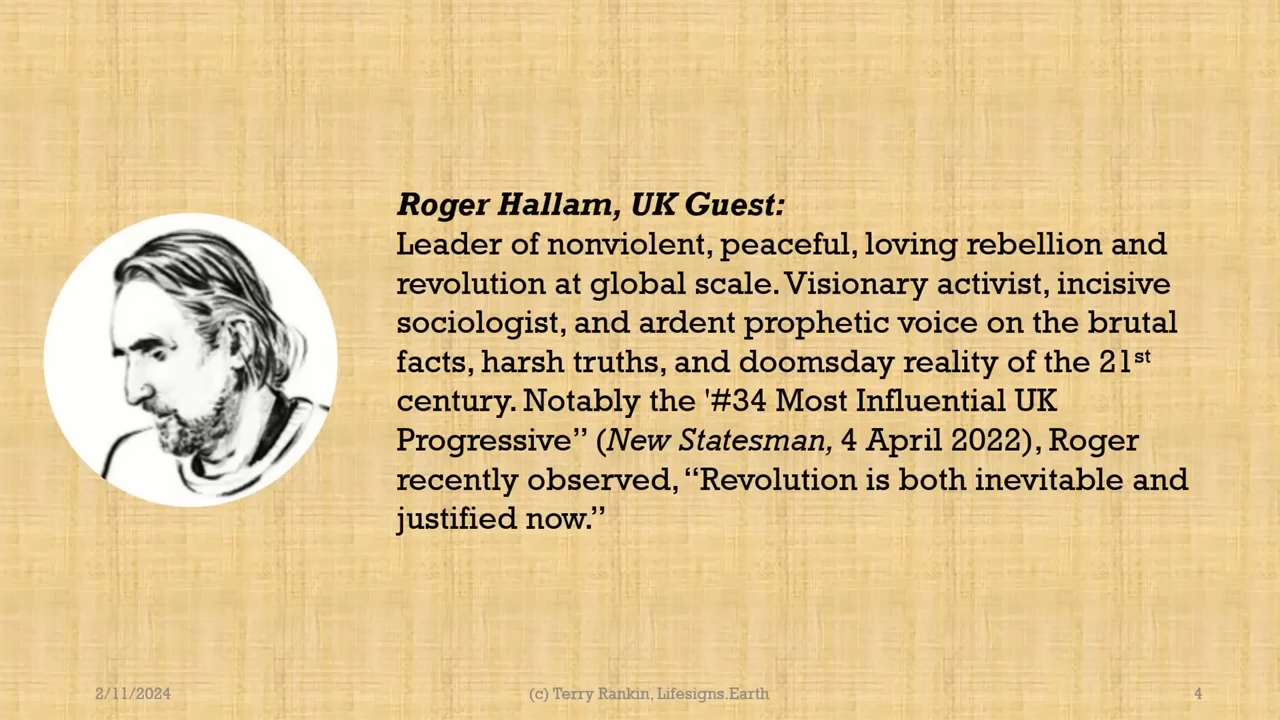 Roger Hallam, UK Guest:
Leader of nonviolent, peaceful, loving rebellion and
revolution at global scale. Visionary activist, incisive
sociologist, and ardent prophetic voice on the brutal
facts, harsh truths, and doomsday reality of the 21st
century. Notably the '#34 Most Influential UK
Progressive” (New Statesman, 4 April 2022), Roger
recently observed, “Revolution is both inevitable and
justified now.”
2/11/2024
(c) Terry Rankin, Lifesigns.Earth
4